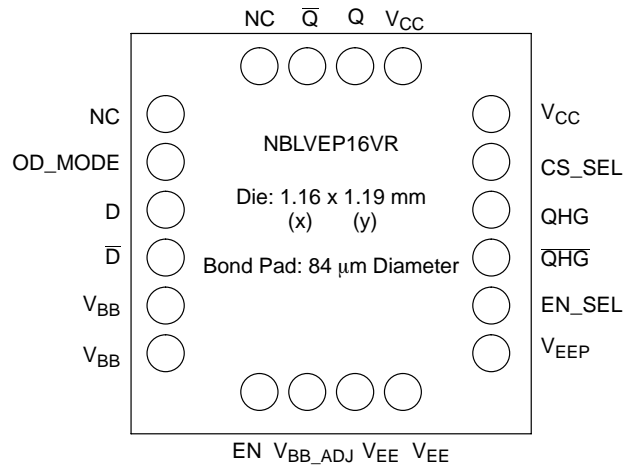 NC Q̅ Q VCC
NC
VCC
NBLVEP16VR
OD_MODE
CS_SEL
Die: 1.16 x 1.19 mm
D
QHG
(x) (y)
D̅
Q̅H̅G̅
Bond Pad: 84 μm Diameter
VBB
EN_SEL
VBB
VEEP
EN VBB_ADJ VEE VEE